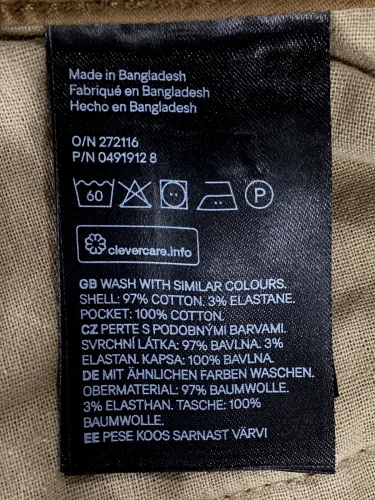 Made in Bangladesh
Fabriqué en Bangladesh
Hecho en Bangladesh
O/N 272116
P/N 0491912 8
60
P
clevercare.info
GB WASH WITH SIMILAR COLOURS.
SHELL: 97% COTTON. 3% ELASTANE.
POCKET: 100% COTTON.
CZ PERTE S PODOBNÝMI BARVAMI.
SVRCHNÍ LÁTKA: 97% BAVLNA. 3%
ELASTAN. KAPSA: 100% BAVLNA.
DE MIT ÄHNLICHEN FARBEN WASCHEN.
OBERMATERIAL: 97% BAUMWOLLE.
3% ELASTHAN. TASCHE: 100%
BAUMWOLLE.
EE PESE KOOS SARNAST VÄRVI